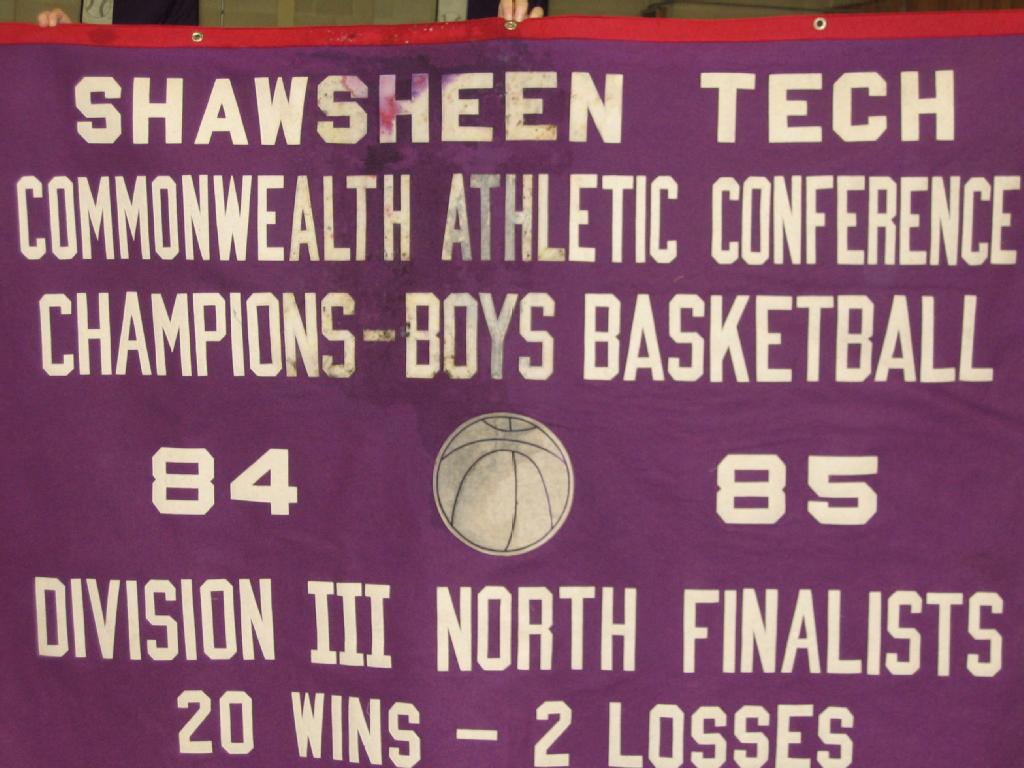 SHAWSHEEN TECH
COMMONWEALTH ATHLETIC CONFERENCE
CHAMPIONS-BOYS BASKETBALL
84 85
DIVISION III NORTH FINALISTS
20 WINS - 2 LOSSES